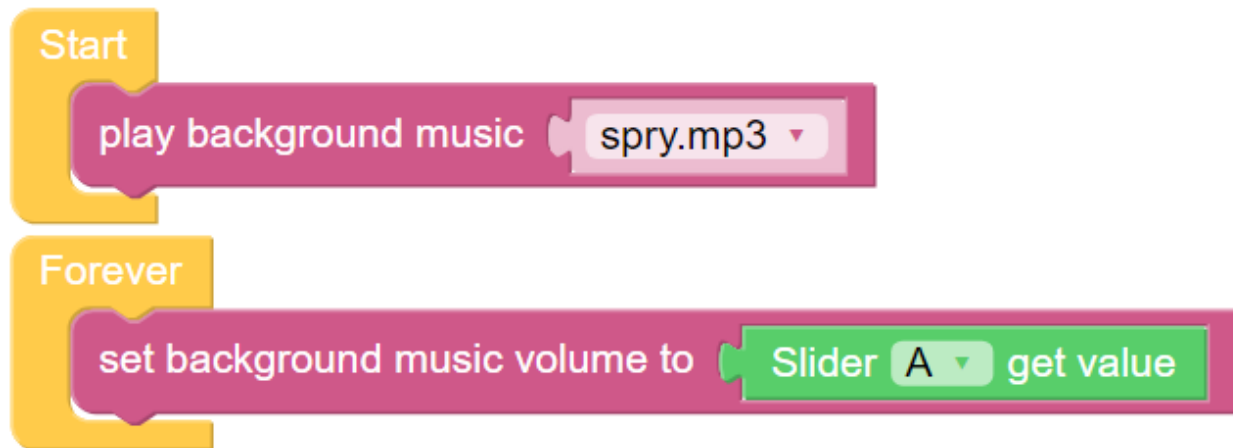 Start
play background music spry.mp3
Forever
set background music volume to Slider A get value